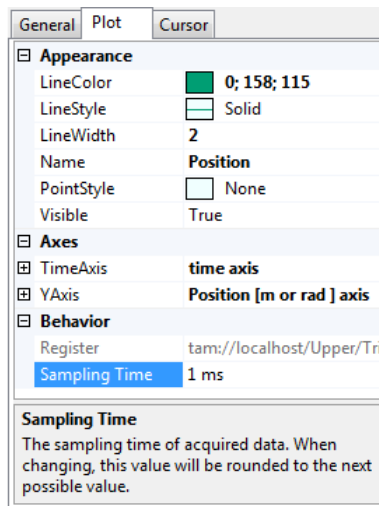 General Plot Cursor
Appearance
LineColor 0; 158; 115
LineStyle Solid
LineWidth 2
Name Position
PointStyle None
Visible True
Axes
TimeAxis time axis
YAxis Position [m or rad ] axis
Behavior
Register tam://localhost/Upper/Tri
Sampling Time 1 ms
Sampling Time
The sampling time of acquired data. When
changing, this value will be rounded to the next
possible value.